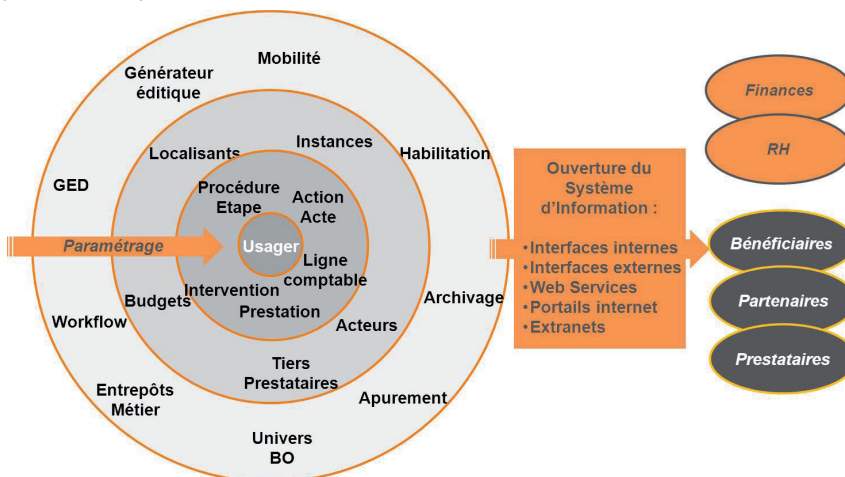 Mobilité
Générateur
éditique
Instances
Localisants
Habilitation
GED
Procédure
Etape
Action
Acte
Paramétrage
Usager
Ligne
comptable
Intervention
Budgets
Prestation
Archivage
Workflow
Acteurs
Tiers
Prestataires
Entrepôts
Métier
Apurement
Univers
BO
Ouverture du
Système
d’Information :
•Interfaces internes
•Interfaces externes
•Web Services
•Portails internet
•Extranets
Finances
RH
Bénéficiaires
Partenaires
Prestataires